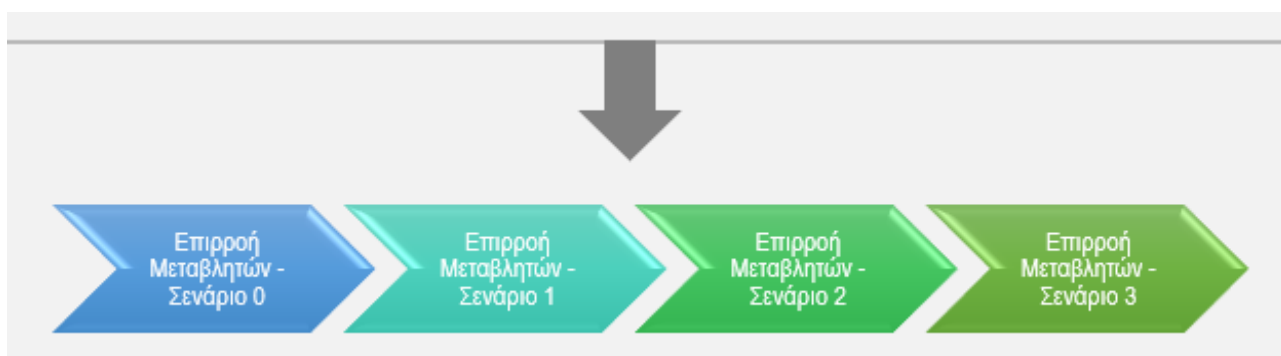 Επιρροή
Μεταβλητών -
Σενάριο 0
Επιρροή
Μεταβλητών -
Σενάριο 1
Επιρροή
Μεταβλητών -
Σενάριο 2
Επιρροή
Μεταβλητών -
Σενάριο 3